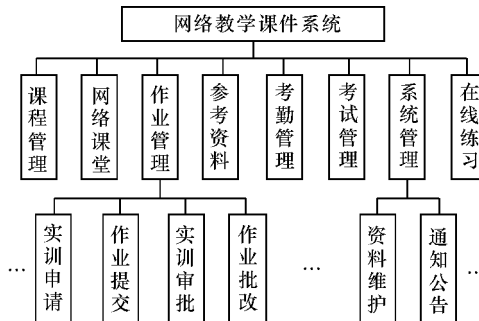 网络教学课件系统
课程管理
网络课堂
作业管理
参考资料
考勤管理
考试管理
系统管理
在线练习
…
实训申请
作业提交
实训审批
作业批改
…
资料维护
通知公告
…